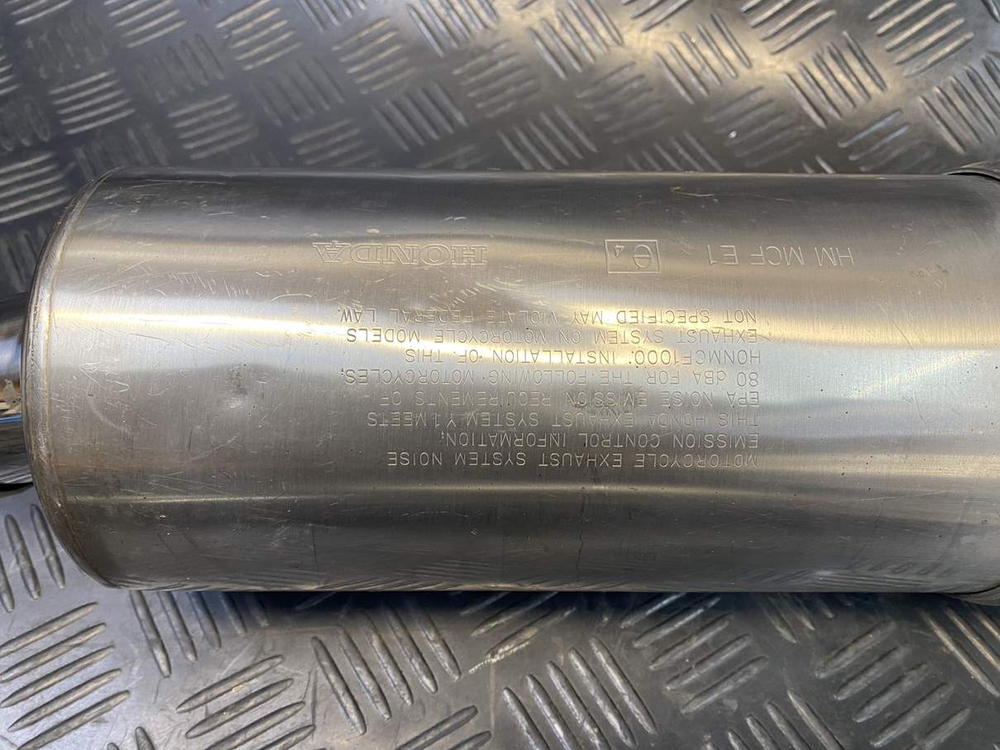 MOTORCYCLE EXHAUST SYSTEM NOISE
EMISSION CONTROL INFORMATION,
THIS HONDA EXHAUST SYSTEM Y.1 MEETS
EPA NOISE EMISSION REQUIREMENTS OF
80 dBA FOR THE FOLLOWING MOTORCYCLES,
HONMCF1000. INSTALLATION OF THIS
EXHAUST SYSTEM ON MOTORCYCLE MODELS
NOT SPECIFIED MAY VIOLATE FEDERAL LAW.
HM MCF E1 e4 HONDA